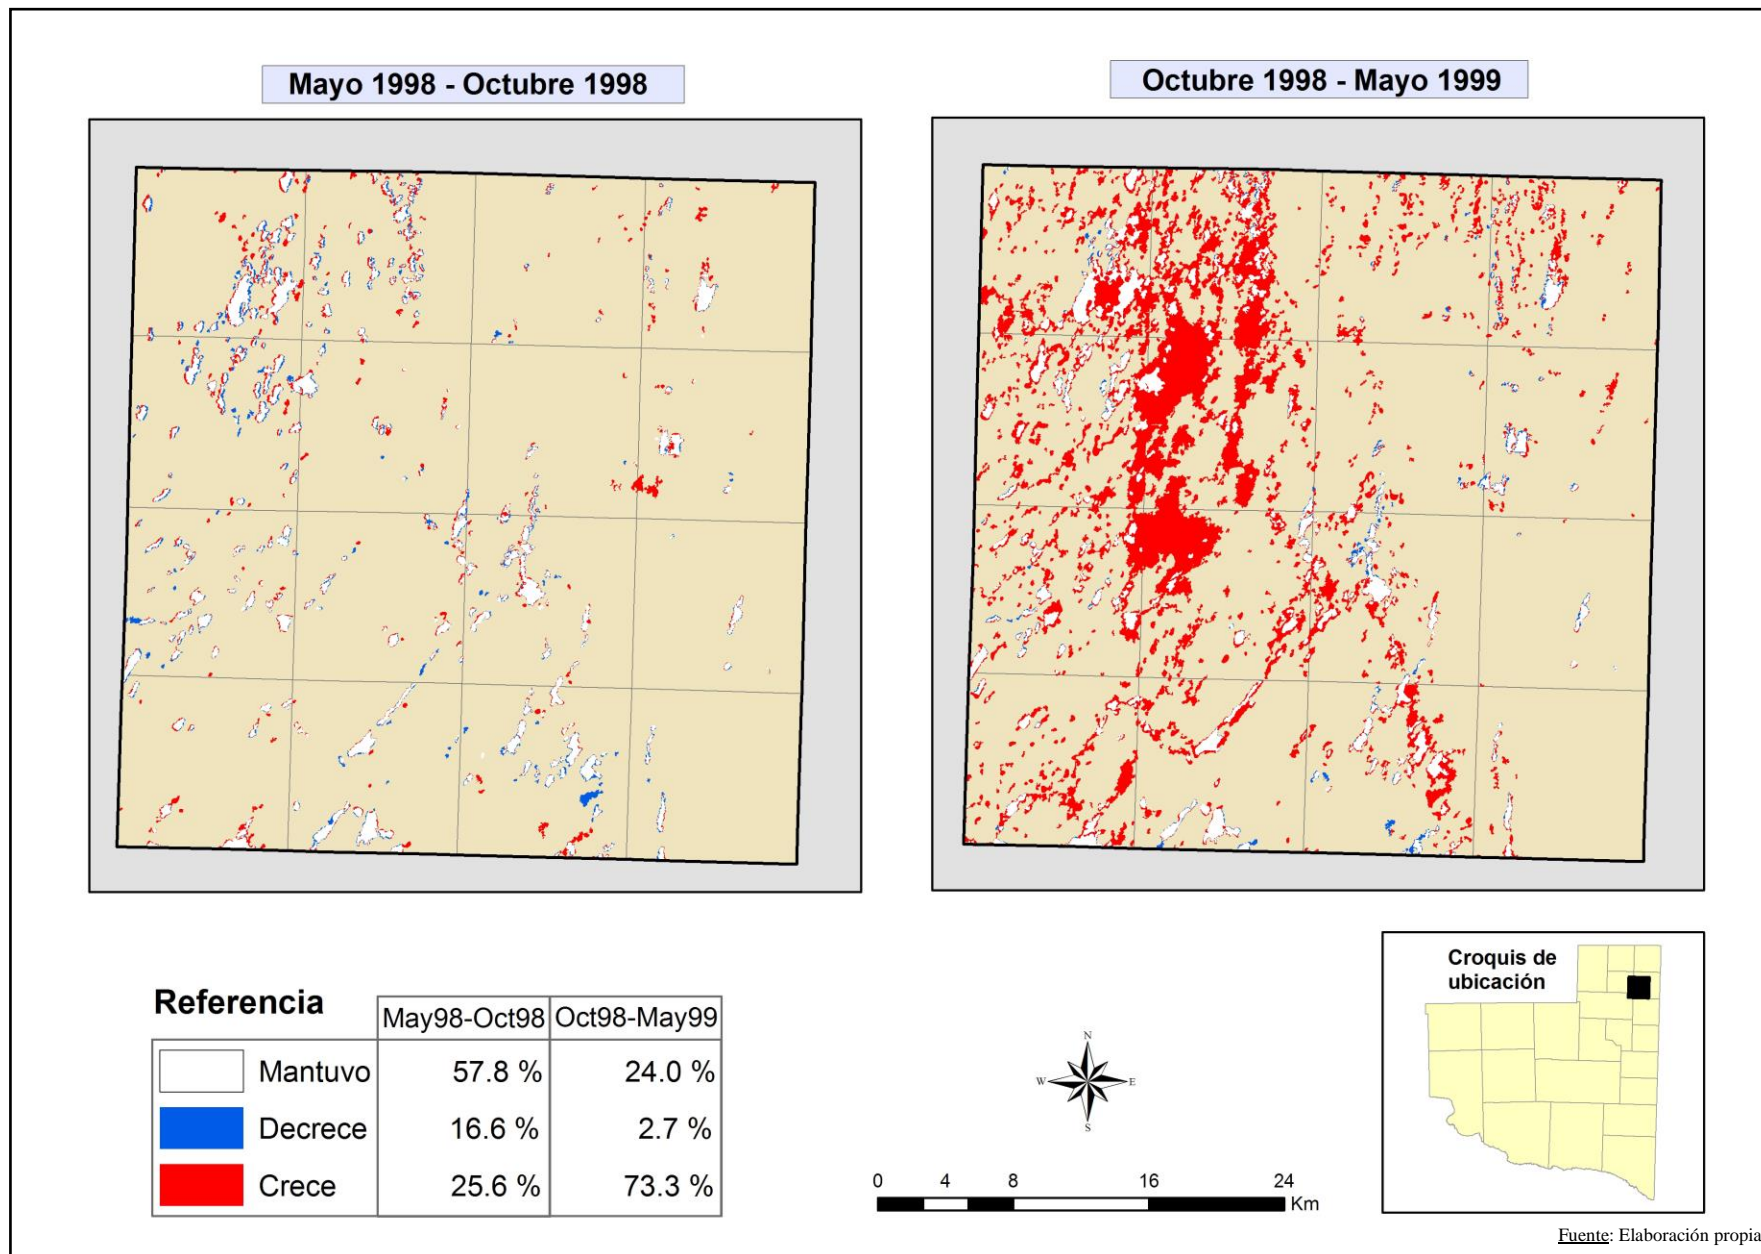 Mayo 1998 - Octubre 1998
Octubre 1998 - Mayo 1999
Referencia
May98-Oct98 Oct98-May99
Mantuvo 57.8 % 24.0 %
Decrece 16.6 % 2.7 %
Crece 25.6 % 73.3 %
N
W E
S
0 4 8 16 24
Km
Croquis de
ubicación
Fuente: Elaboración propia